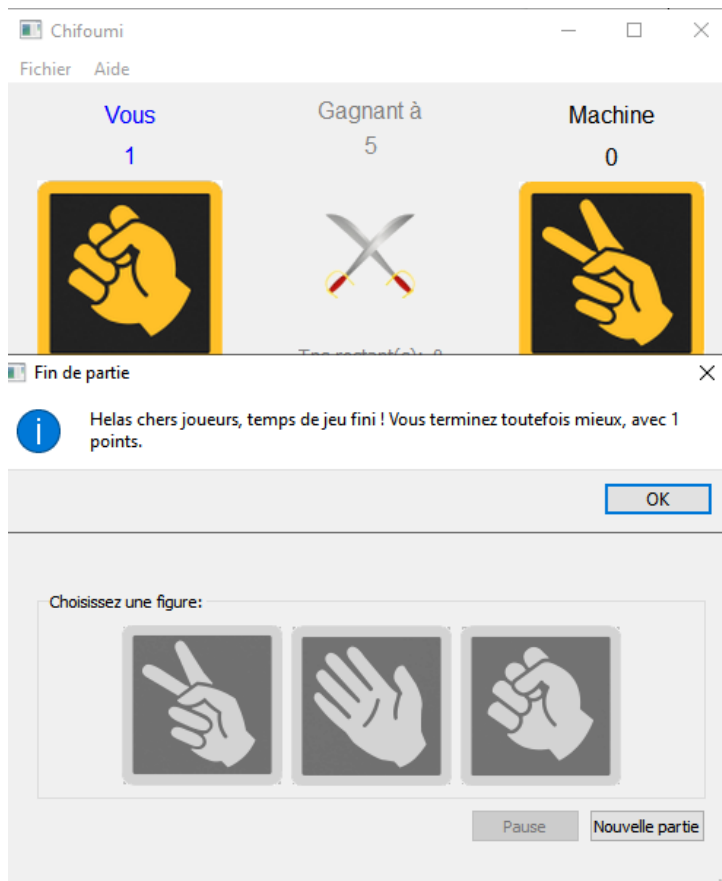 Chifoumi
Fichier Aide
Vous
Gagnant à
Machine
1
5
0
Fin de partie
Helas chers joueurs, temps de jeu fini ! Vous terminez toutefois mieux, avec 1
points.
OK
Choisissez une figure:
Pause
Nouvelle partie